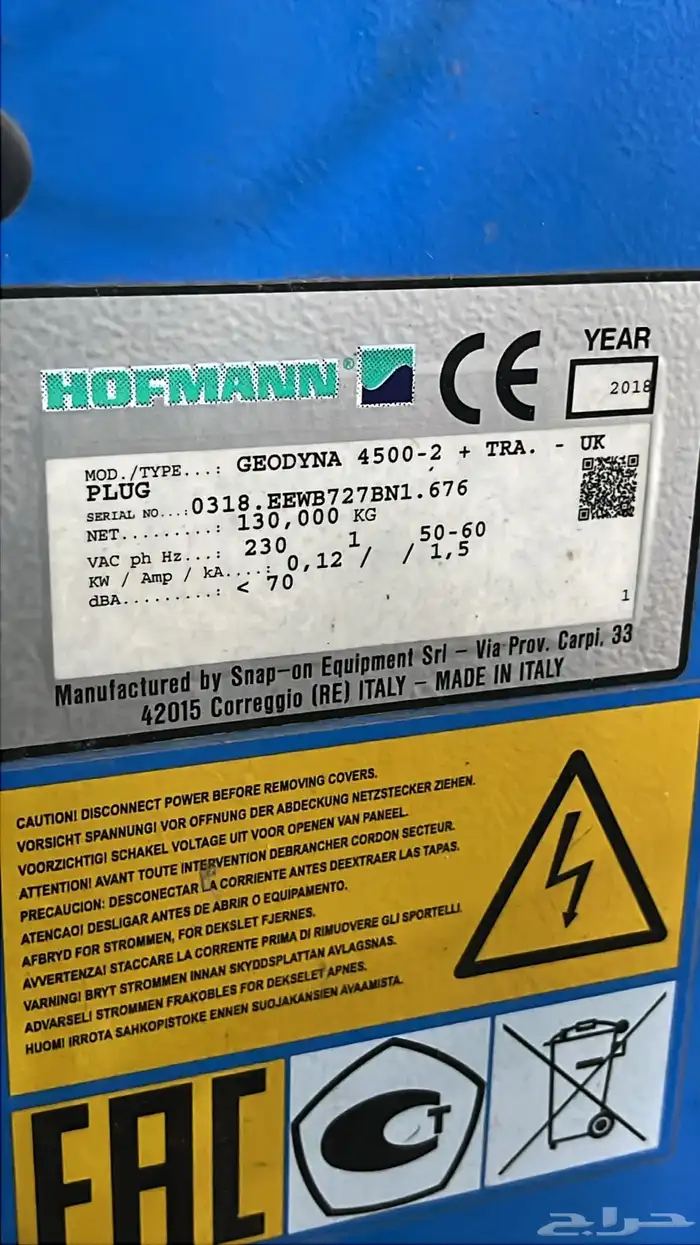 HOFMANN®
CE
YEAR
2018
MOD./TYPE...: GEODYNA 4500-2 + TRA. - UK
PLUG
SERIAL NO...:0318.EEWB727BN1.676
NET.........: 130,000 KG
VAC ph Hz...: 230 1 50-60
KW / Amp / kA....: 0,12 / / 1,5
dBA.........: < 70
1
Manufactured by Snap-on Equipment Srl – Via Prov. Carpi, 33
42015 Correggio (RE) ITALY – MADE IN ITALY
CAUTION! DISCONNECT POWER BEFORE REMOVING COVERS.
VORSICHT SPANNUNG! VOR OFFNUNG DER ABDECKUNG NETZSTECKER ZIEHEN.
VOORZICHTIG! SCHAKEL VOLTAGE UIT VOOR OPENEN VAN PANEEL.
ATTENTION! AVANT TOUTE INTERVENTION DEBRANCHER CORDON SECTEUR.
PRECAUCION: DESCONECTAR LA CORRIENTE ANTES DEEXTRAER LAS TAPAS.
ATENCAO! DESLIGAR ANTES DE ABRIR O EQUIPAMENTO.
AFBRYD FOR STROMMEN, FOR DEKSLET FJERNES.
AVVERTENZA! STACCARE LA CORRENTE PRIMA DI RIMUOVERE GLI SPORTELLI.
VARNING! BRYT STROMMEN INNAN SKYDDSPLATTAN AVLAGSNAS.
ADVARSEL! STROMMEN FRAKOBLES FOR DEKSELET APNES.
HUOM! IRROTA SAHKOPISTOKE ENNEN SUOJAKANSIEN AVAAMISTA.
EAC
CT
حراج